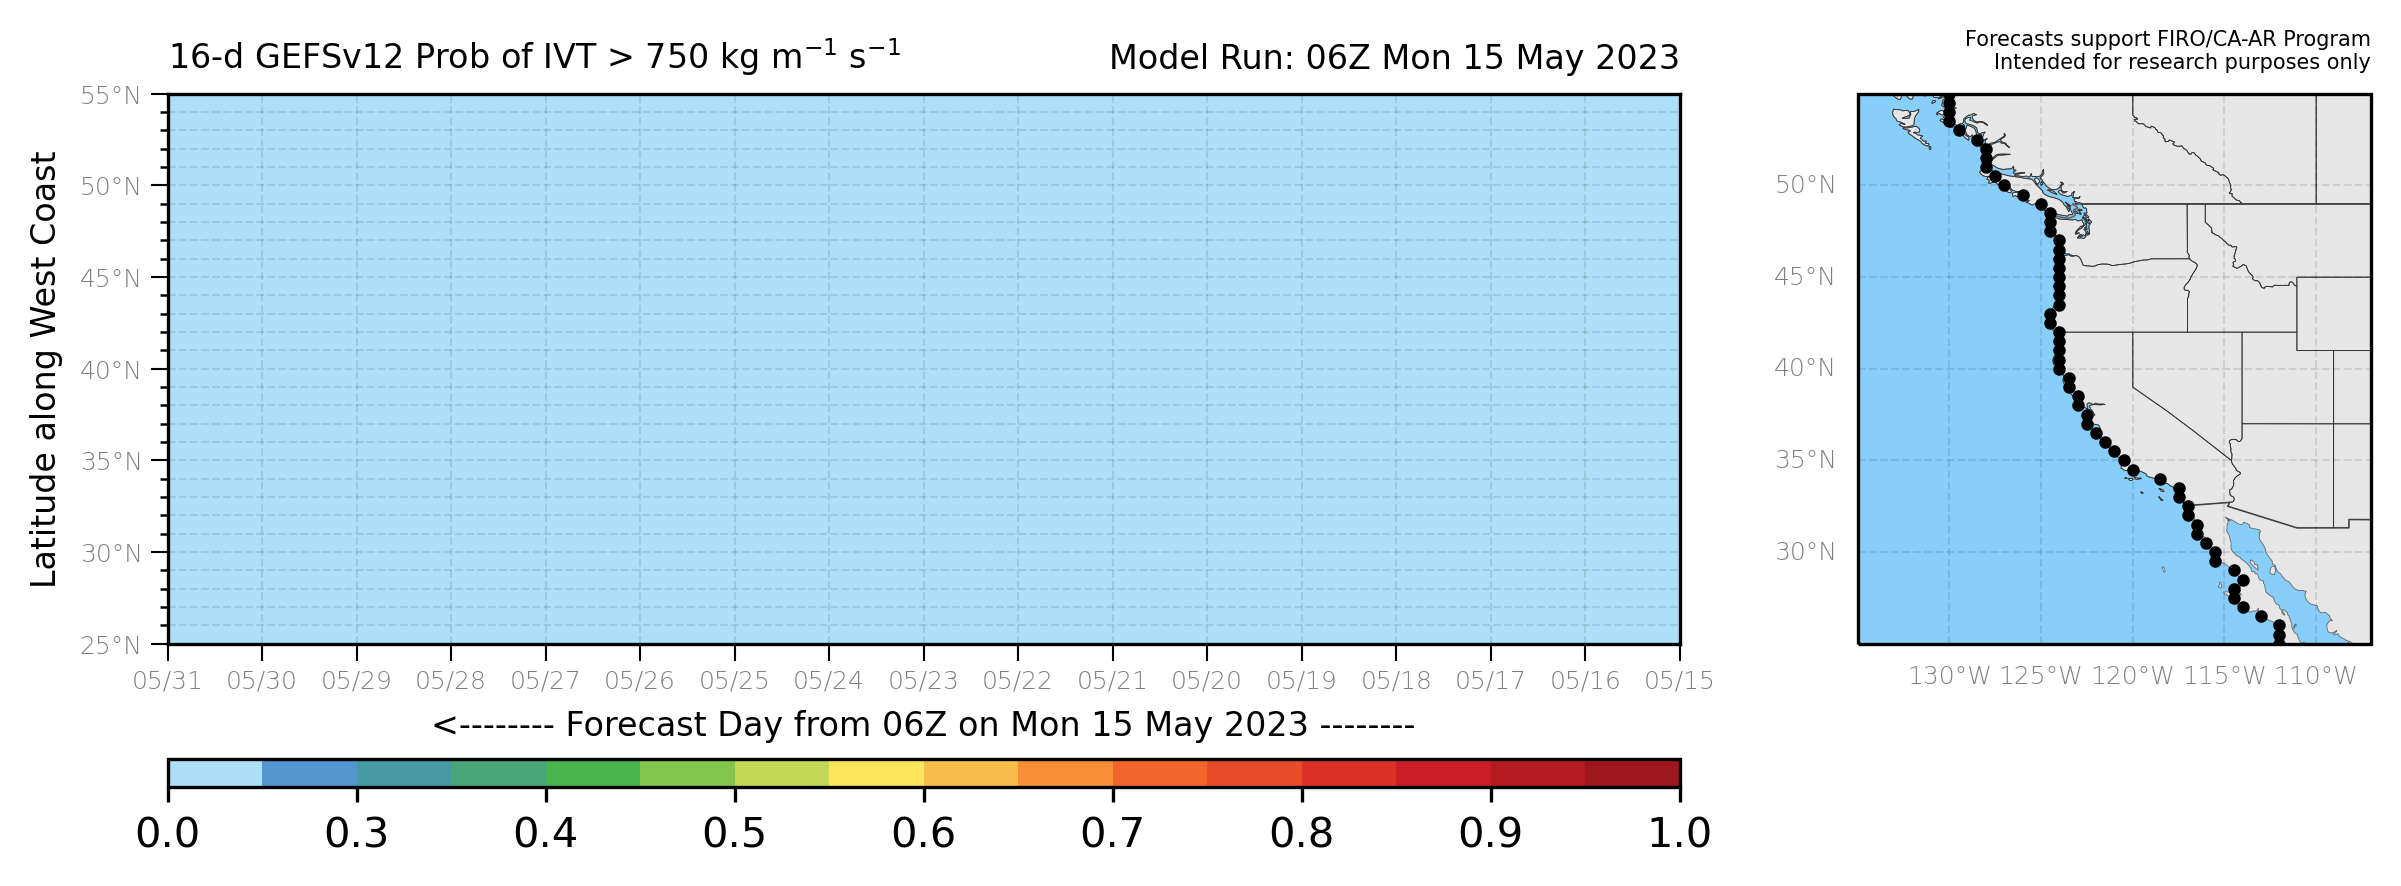 16-d GEFSv12 Prob of IVT > 750 kg m⁻¹ s⁻¹
Model Run: 06Z Mon 15 May 2023
Forecasts support FIRO/CA-AR Program
Intended for research purposes only
Latitude along West Coast
55°N
50°N
45°N
40°N
35°N
30°N
25°N
05/31 05/30 05/29 05/28 05/27 05/26 05/25 05/24 05/23 05/22 05/21 05/20 05/19 05/18 05/17 05/16 05/15
<-------- Forecast Day from 06Z on Mon 15 May 2023 --------
0.0 0.3 0.4 0.5 0.6 0.7 0.8 0.9 1.0
50°N
45°N
40°N
35°N
30°N
130°W 125°W 120°W 115°W 110°W